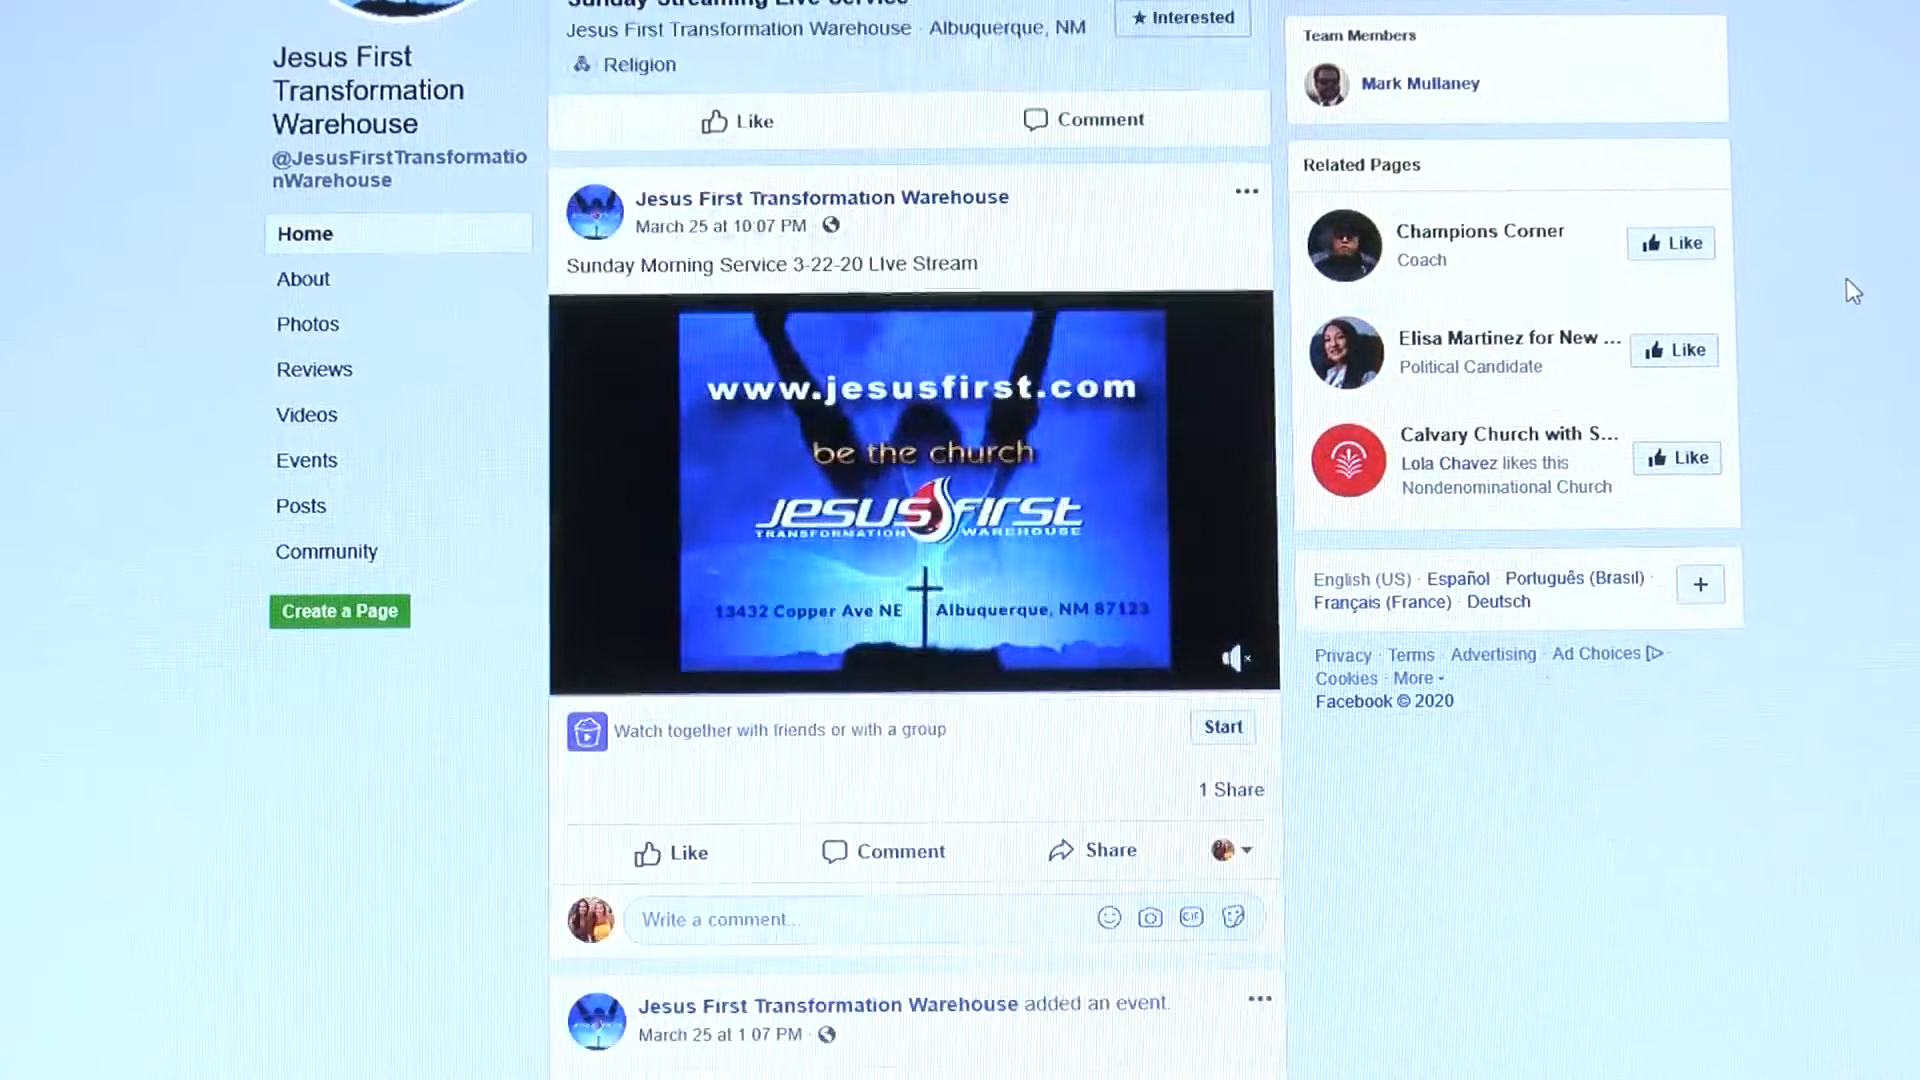 Sunday Streaming Live Service
Jesus First Transformation Warehouse · Albuquerque, NM
★ Interested
Religion
Like
Comment
Jesus First
Transformation
Warehouse
@JesusFirstTransformatio
nWarehouse
Home
About
Photos
Reviews
Videos
Events
Posts
Community
Create a Page
Jesus First Transformation Warehouse
March 25 at 10:07 PM ·
Sunday Morning Service 3-22-20 LIve Stream
www.jesusfirst.com
be the church
Jesus First
TRANSFORMATION WAREHOUSE
13432 Copper Ave NE
Albuquerque, NM 87123
Watch together with friends or with a group
Start
1 Share
Like
Comment
Share
Write a comment...
GIF
Jesus First Transformation Warehouse added an event.
March 25 at 1:07 PM ·
Team Members
Mark Mullaney
Related Pages
Champions Corner
Coach
Like
Elisa Martinez for New ...
Political Candidate
Like
Calvary Church with S...
Lola Chavez likes this
Nondenominational Church
Like
English (US) · Español · Português (Brasil) ·
Français (France) · Deutsch
+
Privacy · Terms · Advertising · Ad Choices ·
Cookies · More
Facebook © 2020